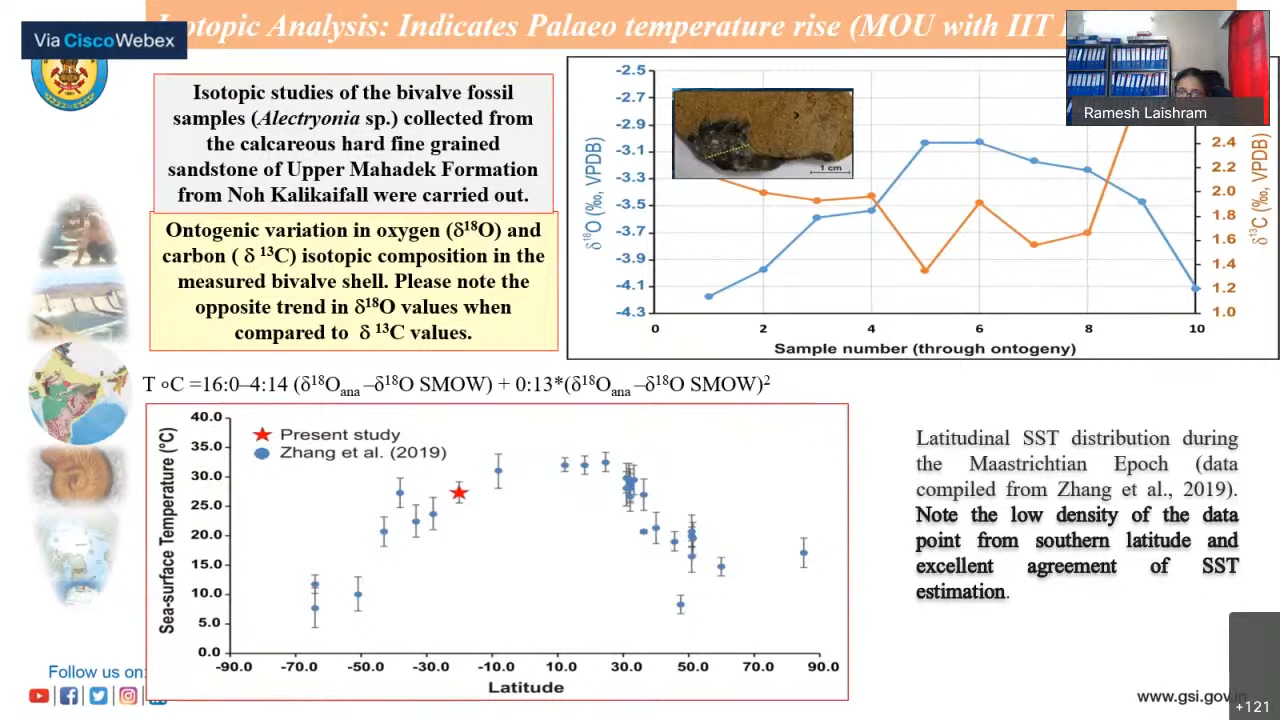 Isotopic Analysis: Indicates Palaeo temperature rise (MOU with IIT
Via Cisco Webex
Ramesh Laishram
Isotopic studies of the bivalve fossil
samples (Alectryonia sp.) collected from
the calcareous hard fine grained
sandstone of Upper Mahadek Formation
from Noh Kalikaifall were carried out.
Ontogenic variation in oxygen (δ¹⁸O) and
carbon ( δ ¹³C) isotopic composition in the
measured bivalve shell. Please note the
opposite trend in δ¹⁸O values when
compared to δ ¹³C values.
-2.5
-2.7
-2.9
-3.1
-3.3
-3.5
-3.7
-3.9
-4.1
-4.3
δ¹⁸O (‰, VPDB)
1 cm
2.4
2.2
2.0
1.8
1.6
1.4
1.2
1.0
δ¹³C (‰, VPDB)
0 2 4 6 8 10
Sample number (through ontogeny)
T ∘C =16:0–4:14 (δ¹⁸Oana –δ¹⁸O SMOW) + 0:13*(δ¹⁸Oana –δ¹⁸O SMOW)²
40.0
35.0
30.0
25.0
20.0
15.0
10.0
5.0
0.0
Sea-surface Temperature (°C)
Present study
Zhang et al. (2019)
-90.0 -70.0 -50.0 -30.0 -10.0 10.0 30.0 50.0 70.0 90.0
Latitude
Latitudinal SST distribution during
the Maastrichtian Epoch (data
compiled from Zhang et al., 2019).
Note the low density of the data
point from southern latitude and
excellent agreement of SST
estimation.
Follow us on:
www.gsi.gov.in
+121